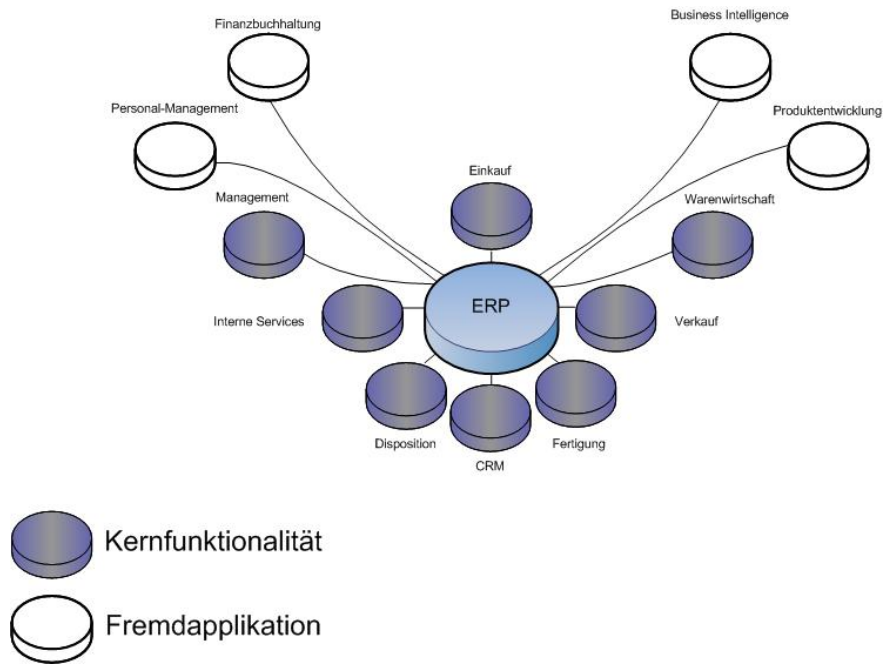 Business Intelligence
Finanzbuchhaltung
Personal-Management
Produktentwicklung
Einkauf
Management
Warenwirtschaft
ERP
Interne Services
Verkauf
Disposition
Fertigung
CRM
Kernfunktionalität
Fremdapplikation